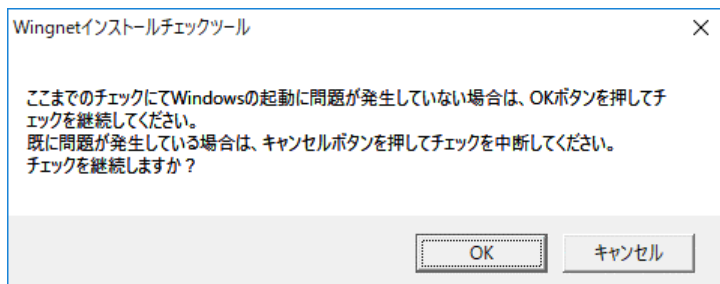 Wingnetインストールチェックツール
ここまでのチェックにてWindowsの起動に問題が発生していない場合は、OKボタンを押してチ
ェックを継続してください。
既に問題が発生している場合は、キャンセルボタンを押してチェックを中断してください。
チェックを継続しますか？
OK
キャンセル